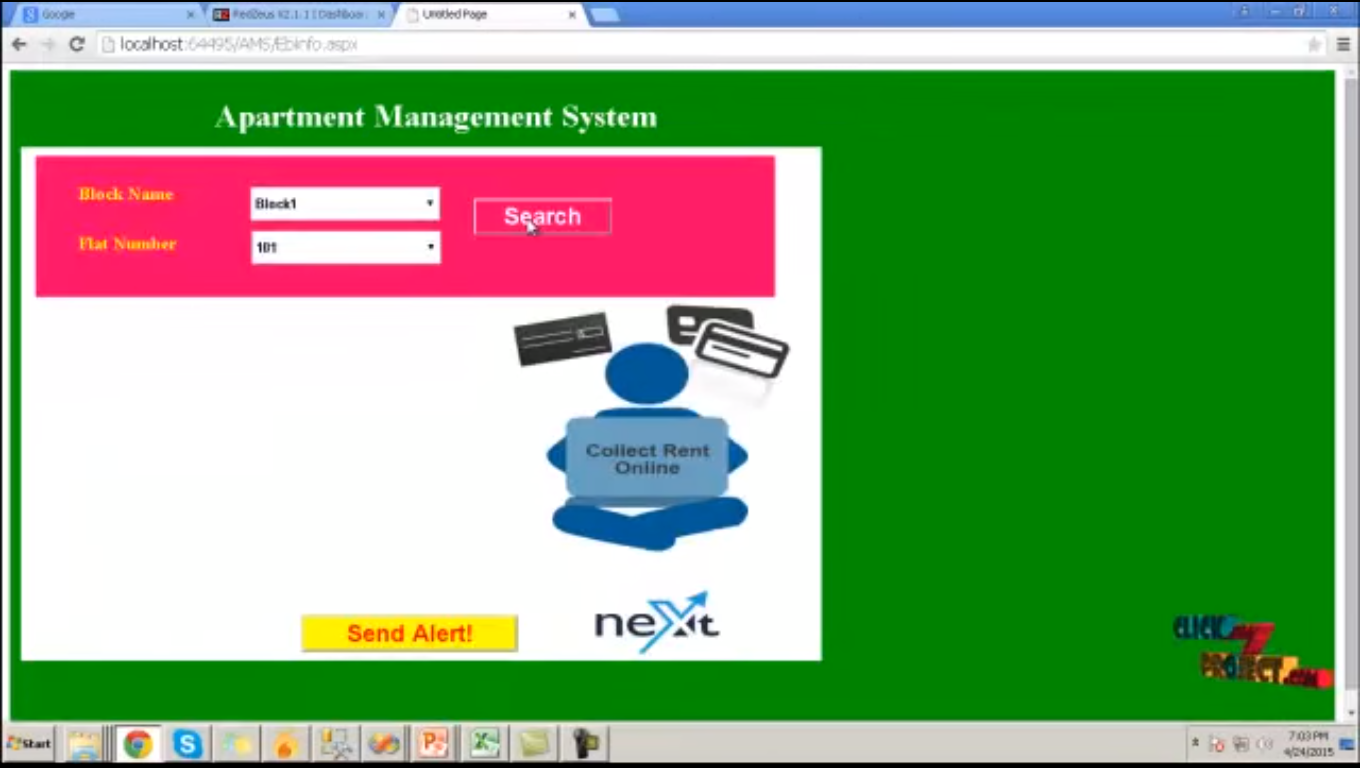 Google
RedZeus V2.1.1 [ Dashboar
Untitled Page
localhost:64495/AMS/Ebinfo.aspx
Apartment Management System
Block Name
Block1
Search
Flat Number
101
Collect Rent
Online
Send Alert!
next
CLICK
MY
PROJECT.COM
Start
7:03 PM
4/24/2015